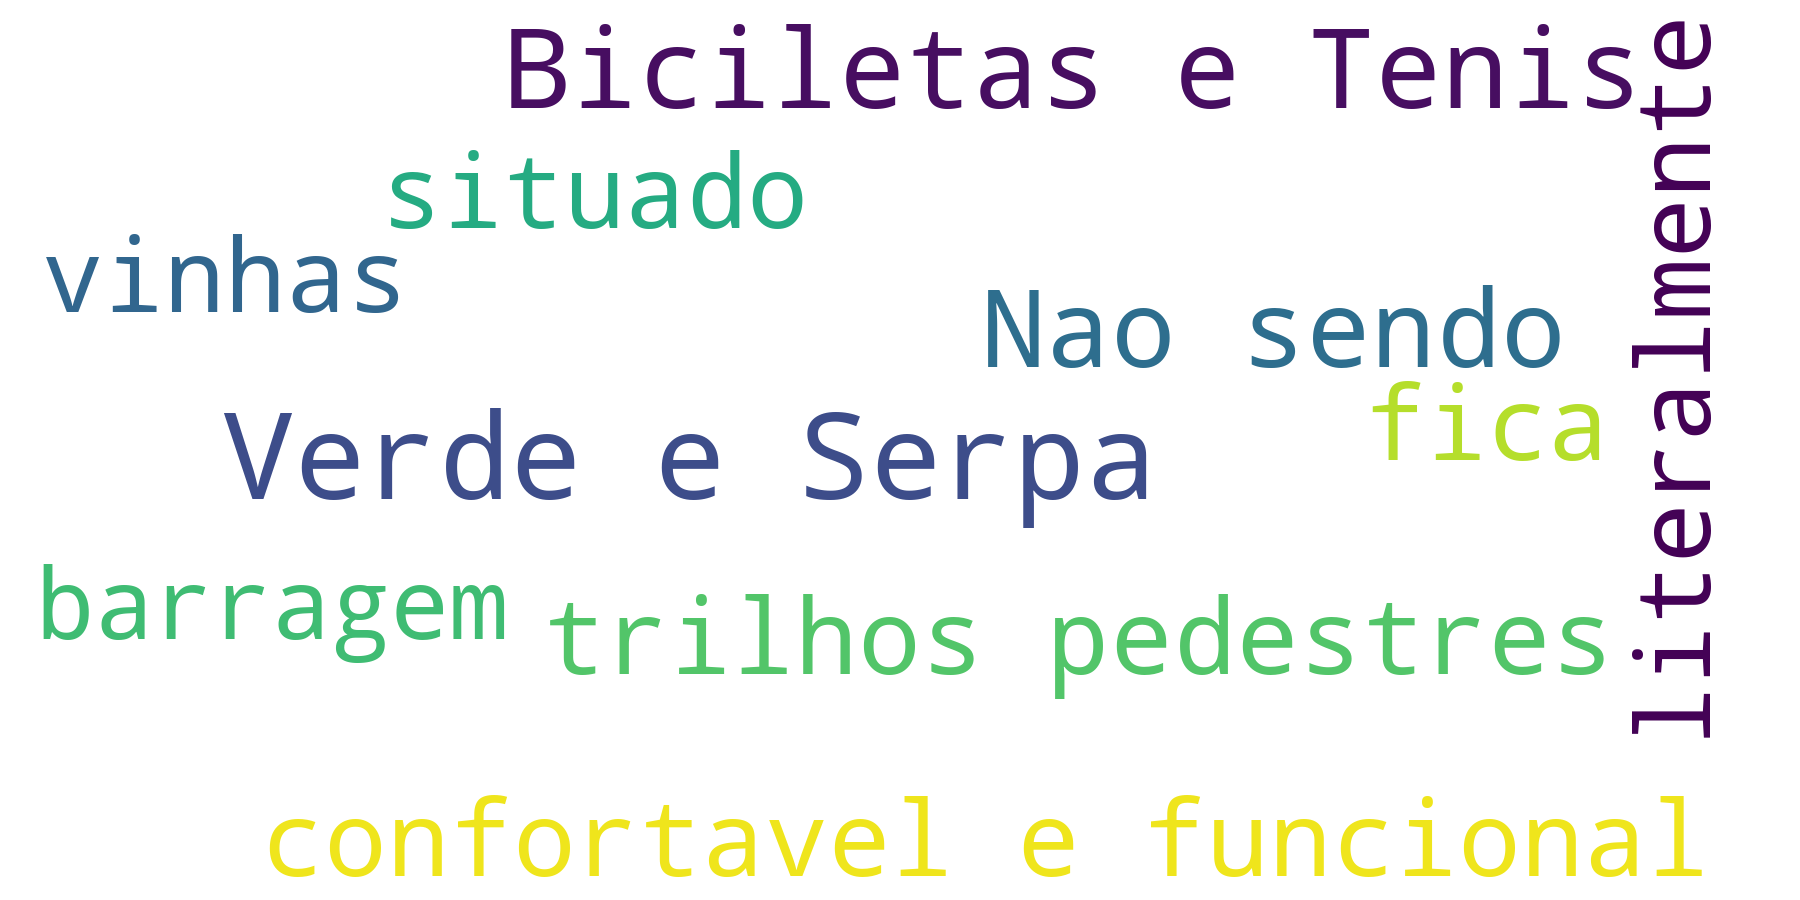 Biciletas e Tenis
literalmente
situado
vinhas
Nao sendo
fica
Verde e Serpa
barragem
trilhos pedestres
confortavel e funcional